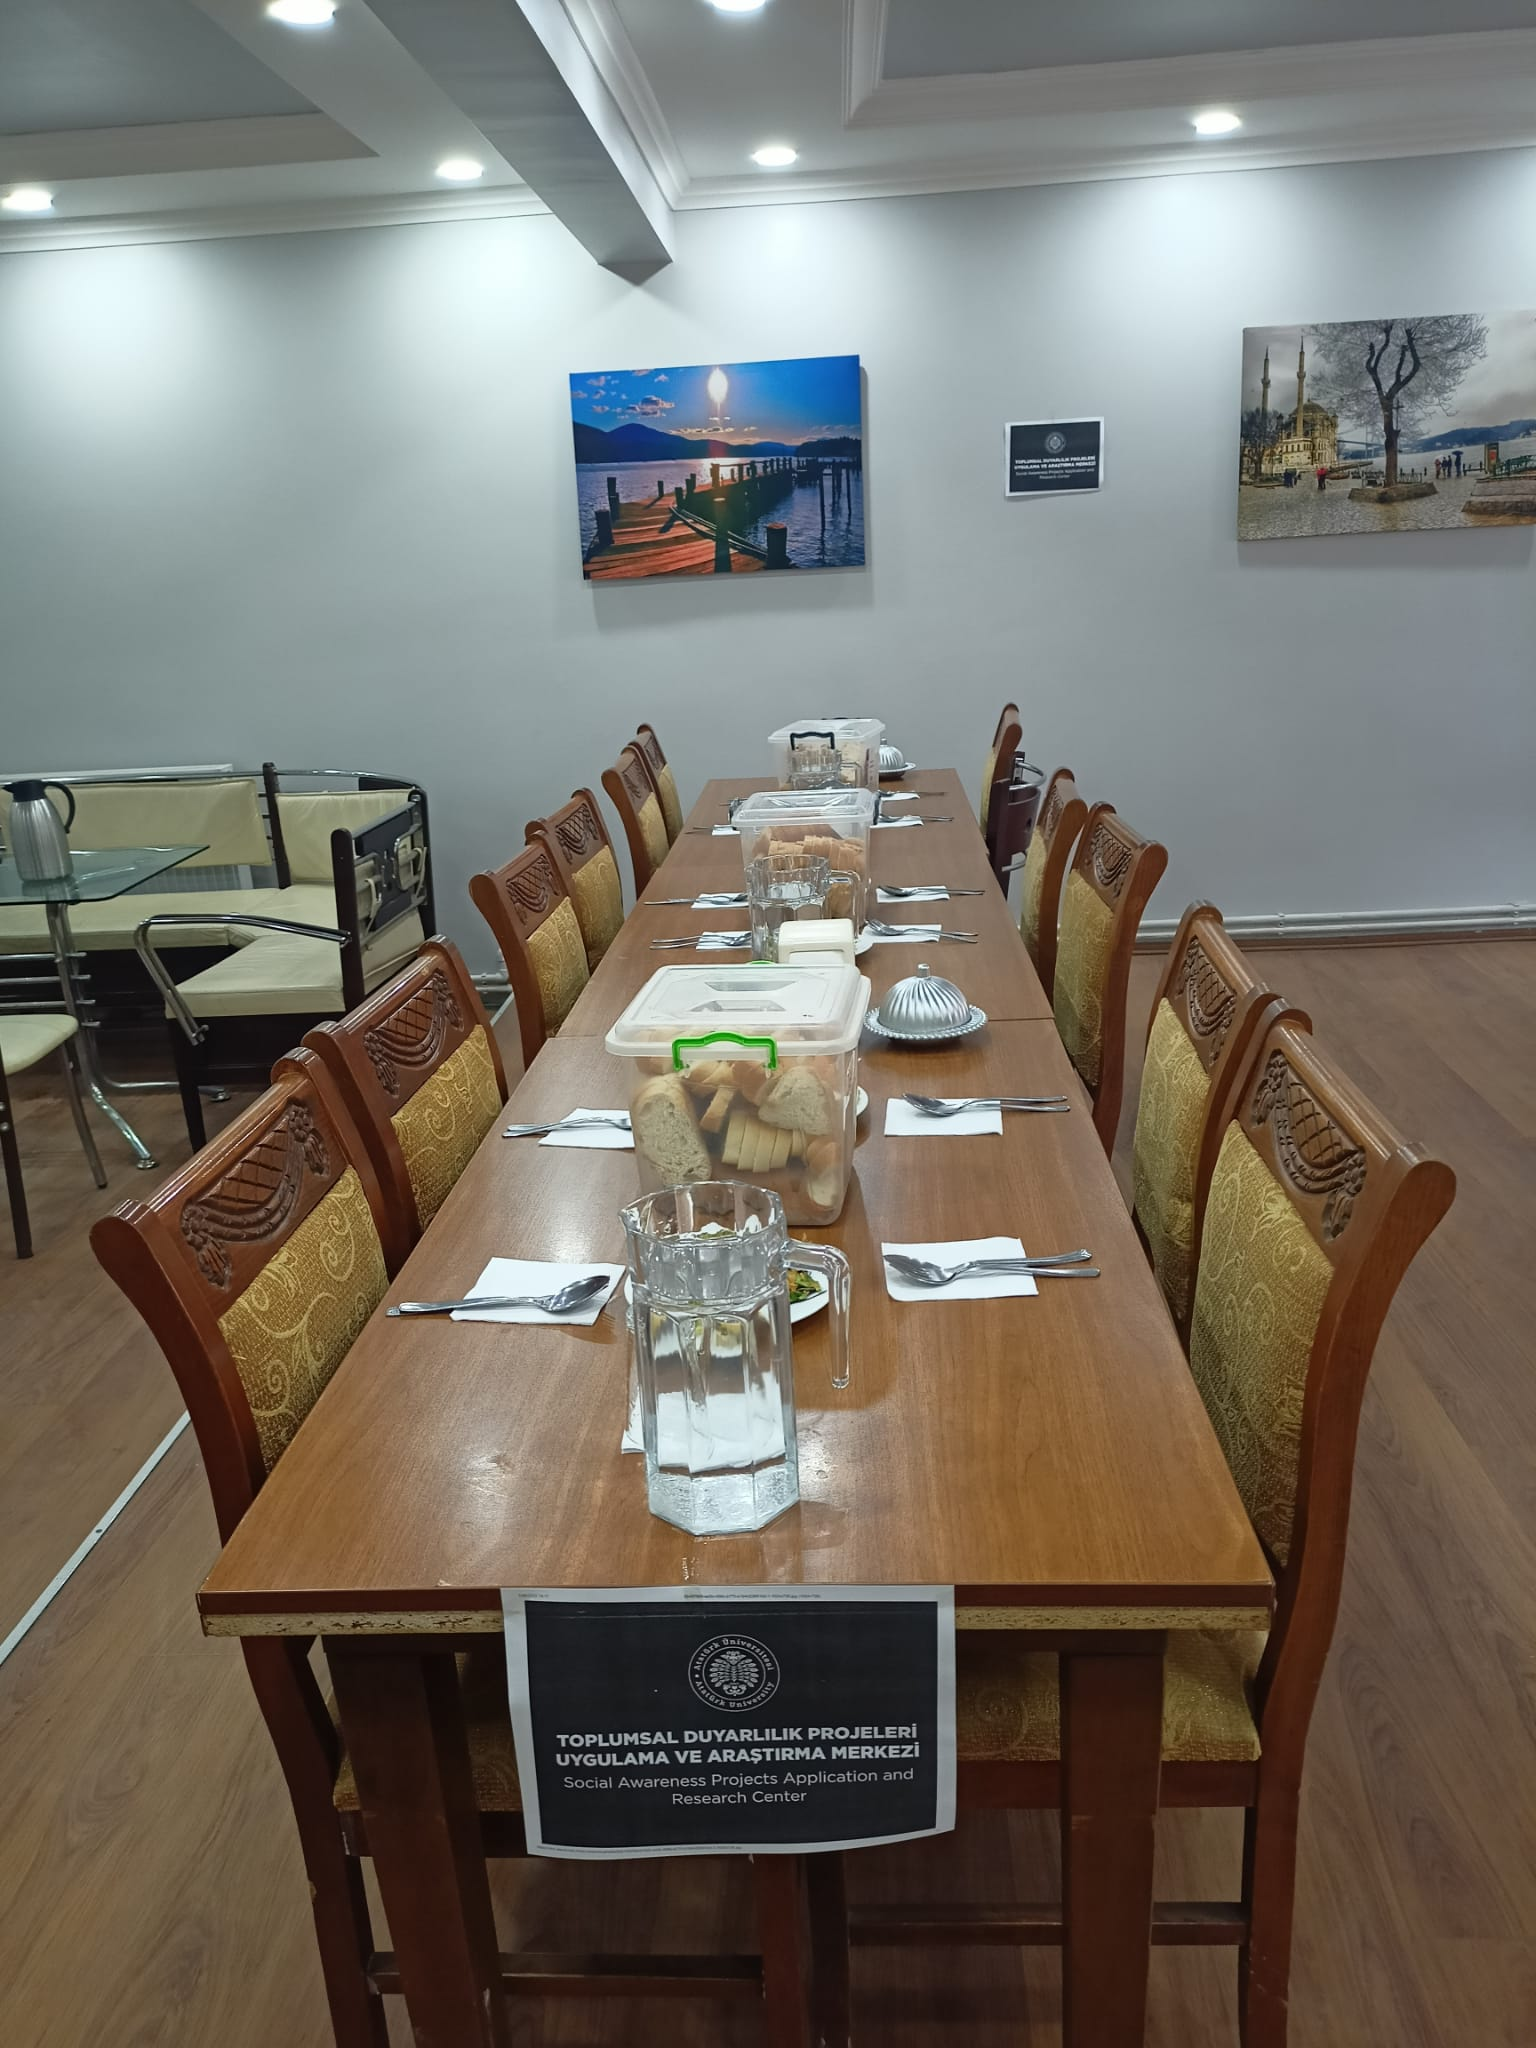 TOPLUMSAL DUYARLILIK PROJELERİ
UYGULAMA VE ARAŞTIRMA MERKEZİ
Social Awareness Projects Application and
Research Center
Atatürk Üniversitesi
Atatürk University
TOPLUMSAL DUYARLILIK PROJELERİ
UYGULAMA VE ARAŞTIRMA MERKEZİ
Social Awareness Projects Application and
Research Center